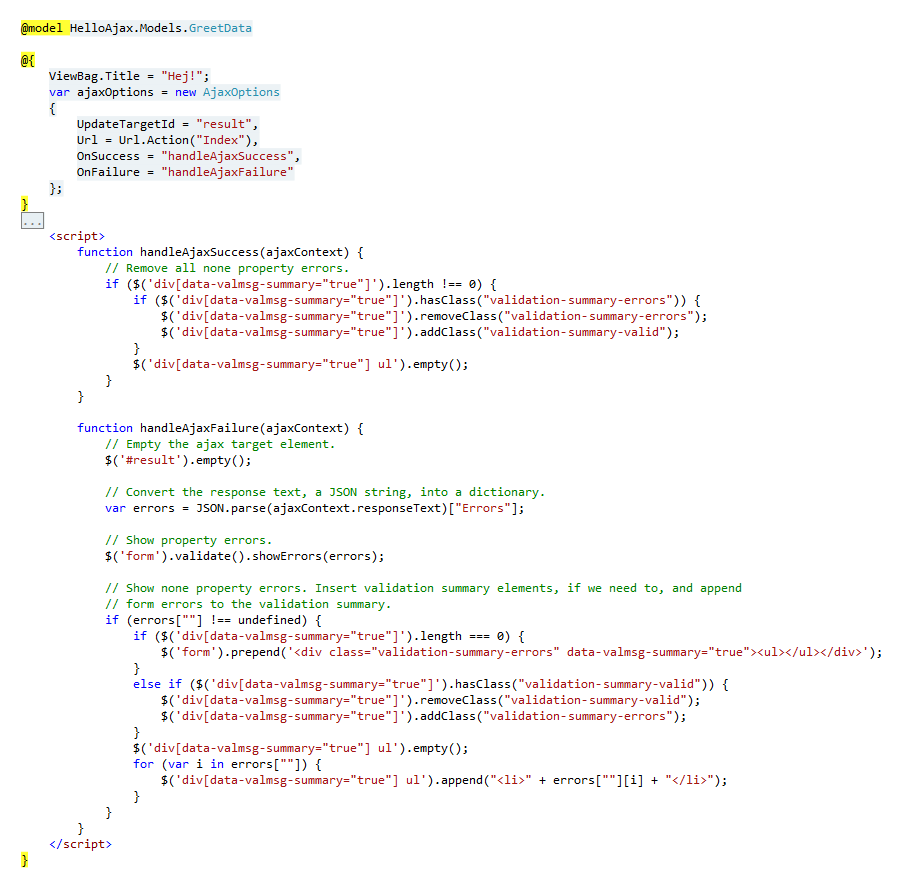 @model HelloAjax.Models.GreetData

@{
    ViewBag.Title = "Hej!";
    var ajaxOptions = new AjaxOptions
    {
        UpdateTargetId = "result",
        Url = Url.Action("Index"),
        OnSuccess = "handleAjaxSuccess",
        OnFailure = "handleAjaxFailure"
    };
}
...
    <script>
        function handleAjaxSuccess(ajaxContext) {
            // Remove all none property errors.
            if ($('div[data-valmsg-summary="true"]').length !== 0) {
                if ($('div[data-valmsg-summary="true"]').hasClass("validation-summary-errors")) {
                    $('div[data-valmsg-summary="true"]').removeClass("validation-summary-errors");
                    $('div[data-valmsg-summary="true"]').addClass("validation-summary-valid");
                }
                $('div[data-valmsg-summary="true"] ul').empty();
            }
        }

        function handleAjaxFailure(ajaxContext) {
            // Empty the ajax target element.
            $('#result').empty();

            // Convert the response text, a JSON string, into a dictionary.
            var errors = JSON.parse(ajaxContext.responseText)["Errors"];

            // Show property errors.
            $('form').validate().showErrors(errors);

            // Show none property errors. Insert validation summary elements, if we need to, and append
            // form errors to the validation summary.
            if (errors[""] !== undefined) {
                if ($('div[data-valmsg-summary="true"]').length === 0) {
                    $('form').prepend('<div class="validation-summary-errors" data-valmsg-summary="true"><ul></ul></div>');
                }
                else if ($('div[data-valmsg-summary="true"]').hasClass("validation-summary-valid")) {
                    $('div[data-valmsg-summary="true"]').removeClass("validation-summary-valid");
                    $('div[data-valmsg-summary="true"]').addClass("validation-summary-errors");
                }
                $('div[data-valmsg-summary="true"] ul').empty();
                for (var i in errors[""]) {
                    $('div[data-valmsg-summary="true"] ul').append("<li>" + errors[""][i] + "</li>");
                }
            }
        }
    </script>
}